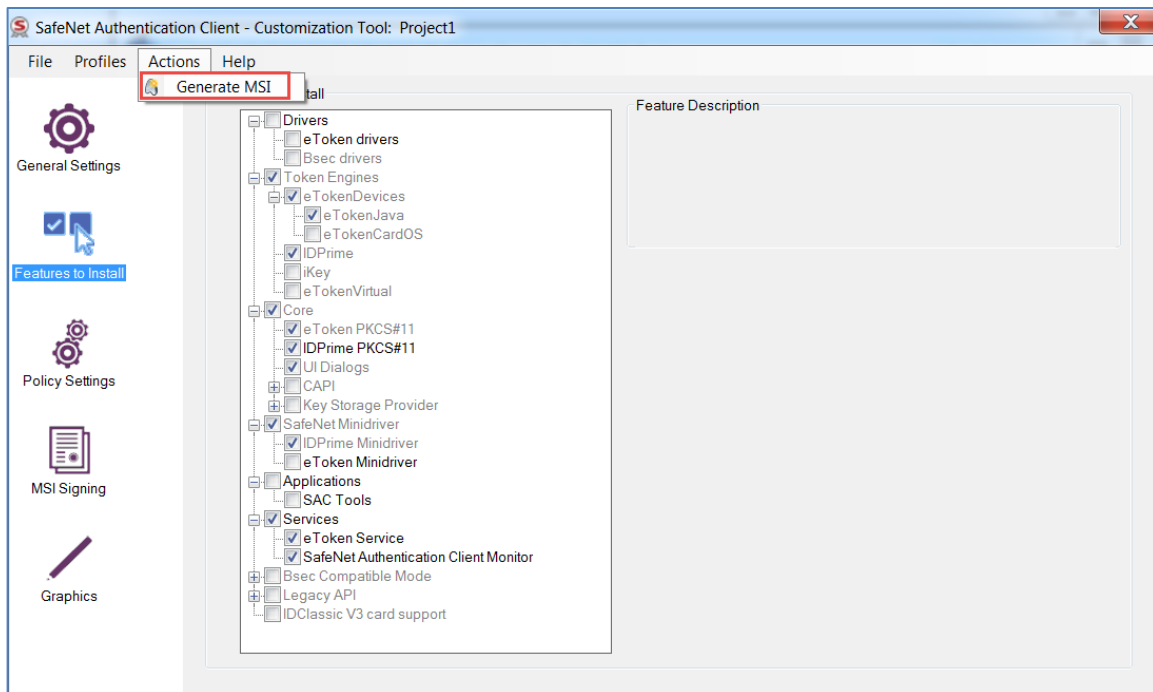 SafeNet Authentication Client - Customization Tool: Project1
File Profiles Actions Help
Generate MSI
tall
Feature Description
General Settings
Features to Install
Policy Settings
MSI Signing
Graphics
Drivers
eToken drivers
Bsec drivers
Token Engines
eTokenDevices
eTokenJava
eTokenCardOS
IDPrime
iKey
eTokenVirtual
Core
eToken PKCS#11
IDPrime PKCS#11
UI Dialogs
CAPI
Key Storage Provider
SafeNet Minidriver
IDPrime Minidriver
eToken Minidriver
Applications
SAC Tools
Services
eToken Service
SafeNet Authentication Client Monitor
Bsec Compatible Mode
Legacy API
IDClassic V3 card support